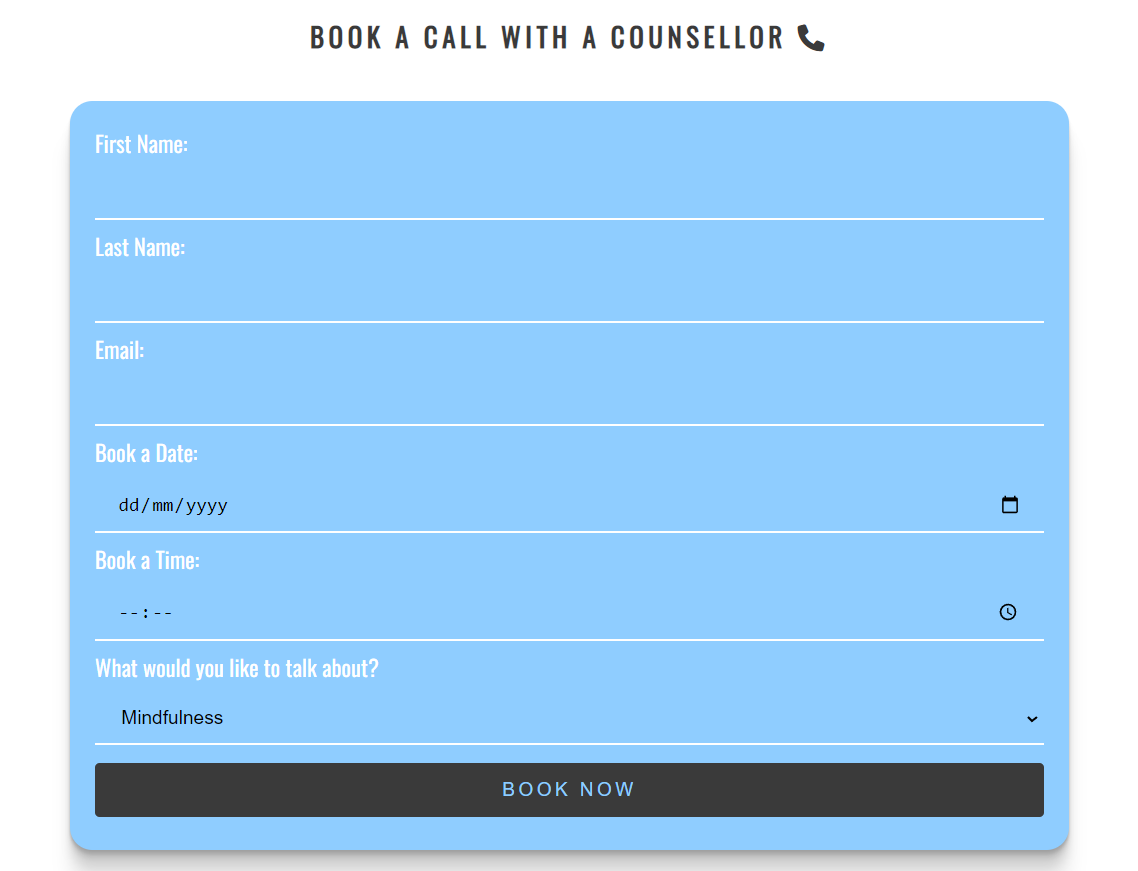 BOOK A CALL WITH A COUNSELLOR
First Name:
Last Name:
Email:
Book a Date:
dd/mm/yyyy
Book a Time:
--:--
What would you like to talk about?
Mindfulness
BOOK NOW